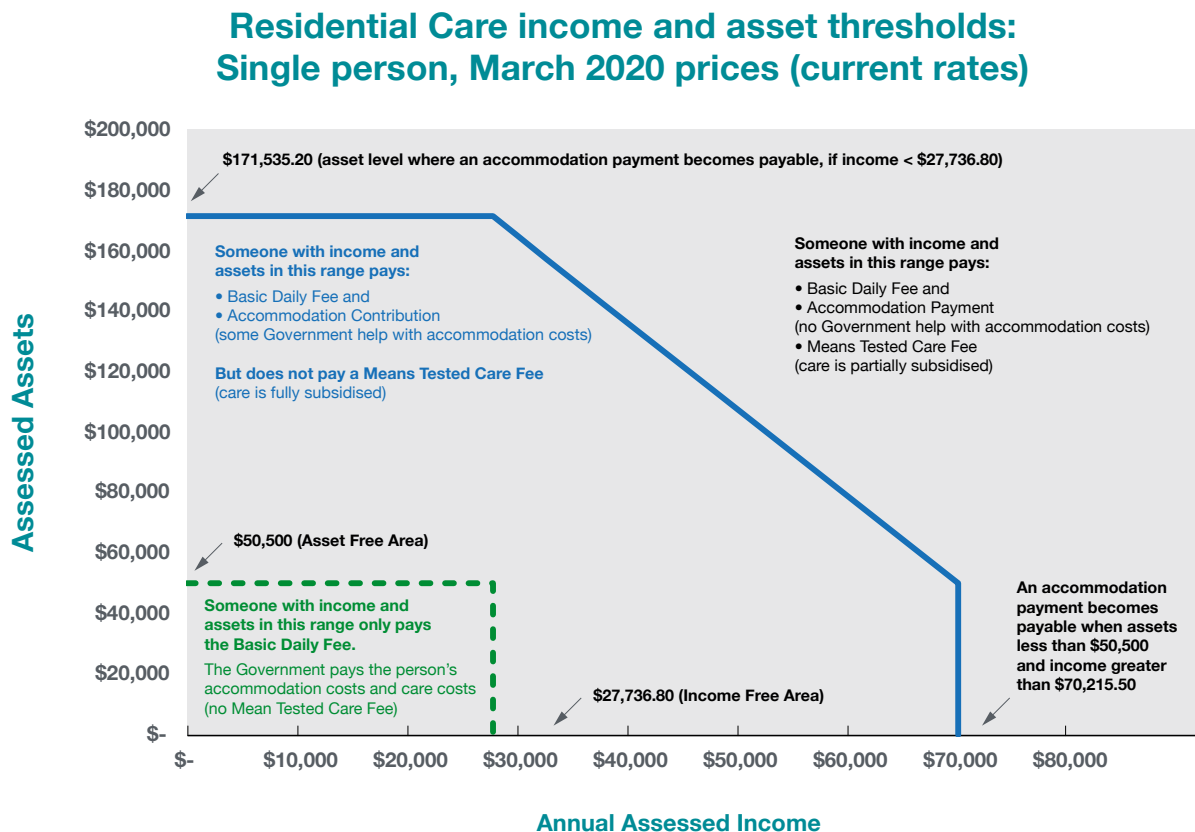 Residential Care income and asset thresholds:
Single person, March 2020 prices (current rates)
Assessed Assets
$200,000
$180,000
$160,000
$140,000
$120,000
$100,000
$80,000
$60,000
$40,000
$20,000
$-
$171,535.20 (asset level where an accommodation payment becomes payable, if income < $27,736.80)
Someone with income and
assets in this range pays:
• Basic Daily Fee and
• Accommodation Contribution
(some Government help with accommodation costs)
But does not pay a Means Tested Care Fee
(care is fully subsidised)
Someone with income and
assets in this range pays:
• Basic Daily Fee and
• Accommodation Payment
(no Government help with accommodation costs)
• Means Tested Care Fee
(care is partially subsidised)
$50,500 (Asset Free Area)
Someone with income and
assets in this range only pays
the Basic Daily Fee.
The Government pays the person's
accommodation costs and care costs
(no Mean Tested Care Fee)
$27,736.80 (Income Free Area)
An accommodation
payment becomes
payable when assets
less than $50,500
and income greater
than $70,215.50
$-
$10,000
$20,000
$30,000
$40,000
$50,000
$60,000
$70,000
$80,000
Annual Assessed Income